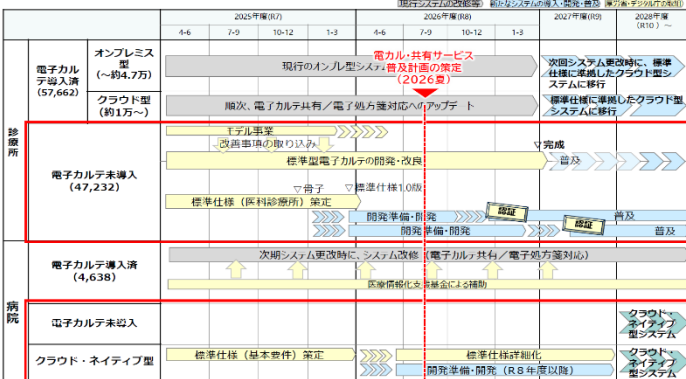 現行システムの改修等
新たなシステムの導入・開発・普及
厚労省・デジタル庁の取組
2025年度(R7)
2026年度(R8)
2027年度(R9)
2028年度
(R10)~
4-6
7-9
10-12
1-3
4-6
7-9
10-12
1-3
診療所
電子カルテ導入済
(57,662)
オンプレミス型
(~約4.7万)
現行のオンプレ型システム
電カル・共有サービス
普及計画の策定
(2026夏)
次回システム更改時に、標準
仕様に準拠したクラウド型シ
ステムに移行
クラウド型
(約1万~)
順次、電子カルテ共有/電子処方箋対応へのアップデート
標準仕様に準拠したクラウド型
システムに移行
電子カルテ未導入
(47,232)
モデル事業
改善事項の取り込み
標準型電子カルテの開発・改良
▽完成
普及
▽骨子
▽標準仕様1.0版
標準仕様(医科診療所)策定
開発準備・開発
認証
普及
開発準備・開発
認証
普及
病院
電子カルテ導入済
(4,638)
次期システム更改時に、システム改修(電子カルテ共有/電子処方箋対応)
医療情報化支援基金による補助
電子カルテ未導入
クラウド・
ネイティブ
型システム
クラウド・ネイティブ型
標準仕様(基本要件)策定
標準仕様詳細化
開発準備・開発(R8年度以降)
クラウド・
ネイティブ
型システム